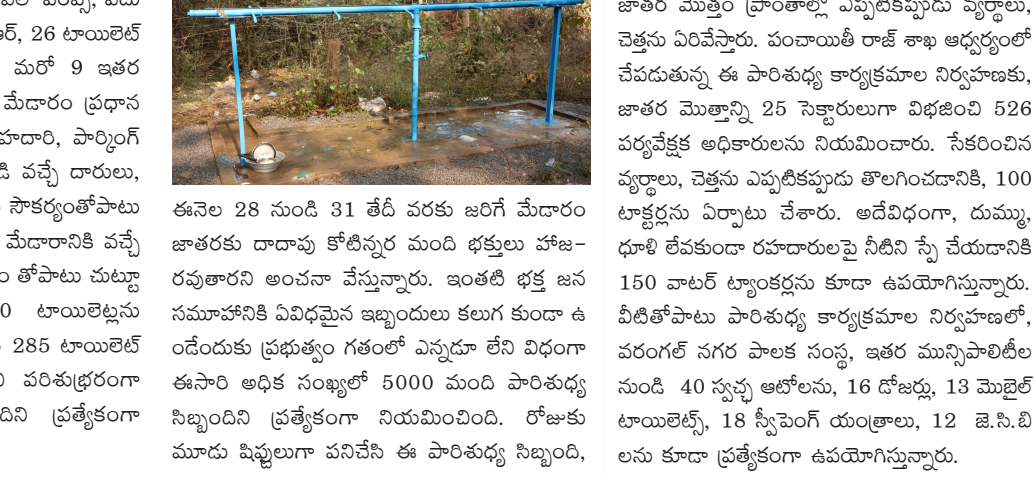 ఆర్, 26 టాయిలెట్
మరో 9 ఇతర
మేడారం ప్రధాన
పార్కింగ్
వచ్చే దారులు,
సౌకర్యంతోపాటు
మేడారానికి వచ్చే
తోపాటు చుట్టూ
0 టాయిలెట్లను
285 టాయిలెట్
పరిశుభ్రంగా
ప్రత్యేకంగా
ఈనెల 28 నుండి 31 తేదీ వరకు జరిగే మేడారం
జాతరకు దాదాపు కోటిన్నర మంది భక్తులు హాజ-
రవుతారని అంచనా వేస్తున్నారు. ఇంతటి భక్త జన
సమూహానికి ఏవిధమైన ఇబ్బందులు కలుగ కుండా ఉ
ండేందుకు ప్రభుత్వం గతంలో ఎన్నడూ లేని విధంగా
ఈసారి అధిక సంఖ్యలో 5000 మంది పారిశుధ్య
సిబ్బందిని ప్రత్యేకంగా నియమించింది. రోజుకు
మూడు షిఫ్టులుగా పనిచేసి ఈ పారిశుధ్య సిబ్బంది,
జాతర మొత్తం ప్రాంతాల్లో ఎప్పటికప్పుడు వ్యర్థాలు,
చెత్తను ఏరివేస్తారు. పంచాయితీ రాజ్ శాఖ ఆధ్వర్యంలో
చేపడుతున్న ఈ పారిశుధ్య కార్యక్రమాల నిర్వహణకు,
జాతర మొత్తాన్ని 25 సెక్టారులుగా విభజించి 526
పర్యవేక్షక అధికారులను నియమించారు. సేకరించిన
వ్యర్థాలు, చెత్తను ఎప్పటికప్పుడు తొలగించడానికి, 100
టాక్టర్లను ఏర్పాటు చేశారు. అదేవిధంగా, దుమ్ము,
ధూళి లేవకుండా రహదారులపై నీటిని స్పే చేయడానికి
150 వాటర్ ట్యాంకర్లను కూడా ఉపయోగిస్తున్నారు.
వీటితోపాటు పారిశుధ్య కార్యక్రమాల నిర్వహణలో,
వరంగల్ నగర పాలక సంస్థ, ఇతర మున్సిపాలిటీల
నుండి 40 స్వచ్ఛ ఆటోలను, 16 డోజర్లు, 13 మొబైల్
టాయిలెట్స్, 18 స్వీపింగ్ యంత్రాలు, 12 జె.సి.బి
లను కూడా ప్రత్యేకంగా ఉపయోగిస్తున్నారు.